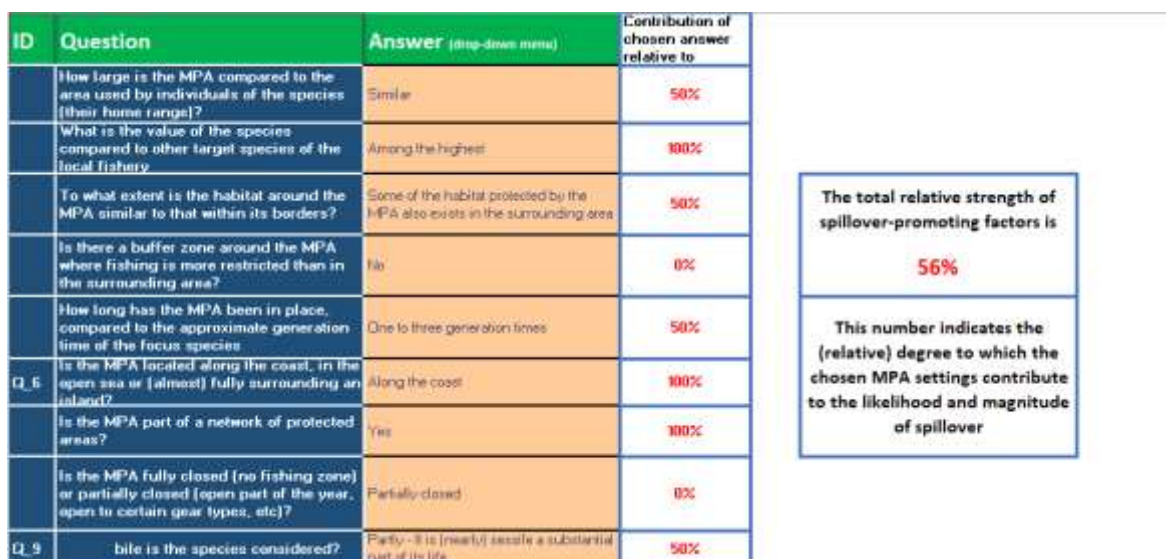 ID Question Answer (drop-down menu) Contribution of
chosen answer
relative to
How large is the MPA compared to the
area used by individuals of the species
(their home range)?
Similar
50%
What is the value of the species
compared to other target species of the
local fishery
Among the highest
100%
To what extent is the habitat around the
MPA similar to that within its borders?
Some of the habitat protected by the
MPA also exists in the surrounding area
50%
Is there a buffer zone around the MPA
where fishing is more restricted than in
the surrounding area?
No
0%
How long has the MPA been in place,
compared to the approximate generation
time of the focus species
One to three generation times
50%
Q_6
Is the MPA located along the coast, in the
open sea or (almost) fully surrounding an
island?
Along the coast
100%
Is the MPA part of a network of protected
areas?
Yes
100%
Is the MPA fully closed (no fishing zone)
or partially closed (open part of the year,
open to certain gear types, etc)?
Partially closed
0%
Q_9
bile is the species considered?
Partly - It is (nearly) sessile a substantial
part of its life
50%
The total relative strength of
spillover-promoting factors is
56%
This number indicates the
(relative) degree to which the
chosen MPA settings contribute
to the likelihood and magnitude
of spillover